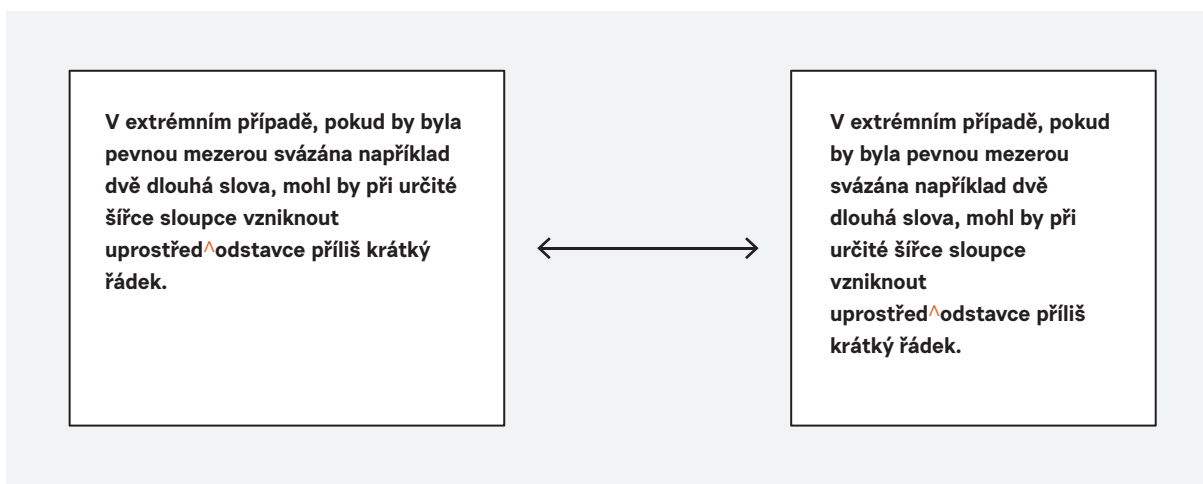 V extrémním případě, pokud by byla
pevnou mezerou svázána například
dvě dlouhá slova, mohl by při určité
šířce sloupce vzniknout
uprostřed^odstavce příliš krátký
řádek.
V extrémním případě, pokud
by byla pevnou mezerou
svázána například dvě
dlouhá slova, mohl by při
určité šířce sloupce
vzniknout
uprostřed^odstavce příliš
krátký řádek.